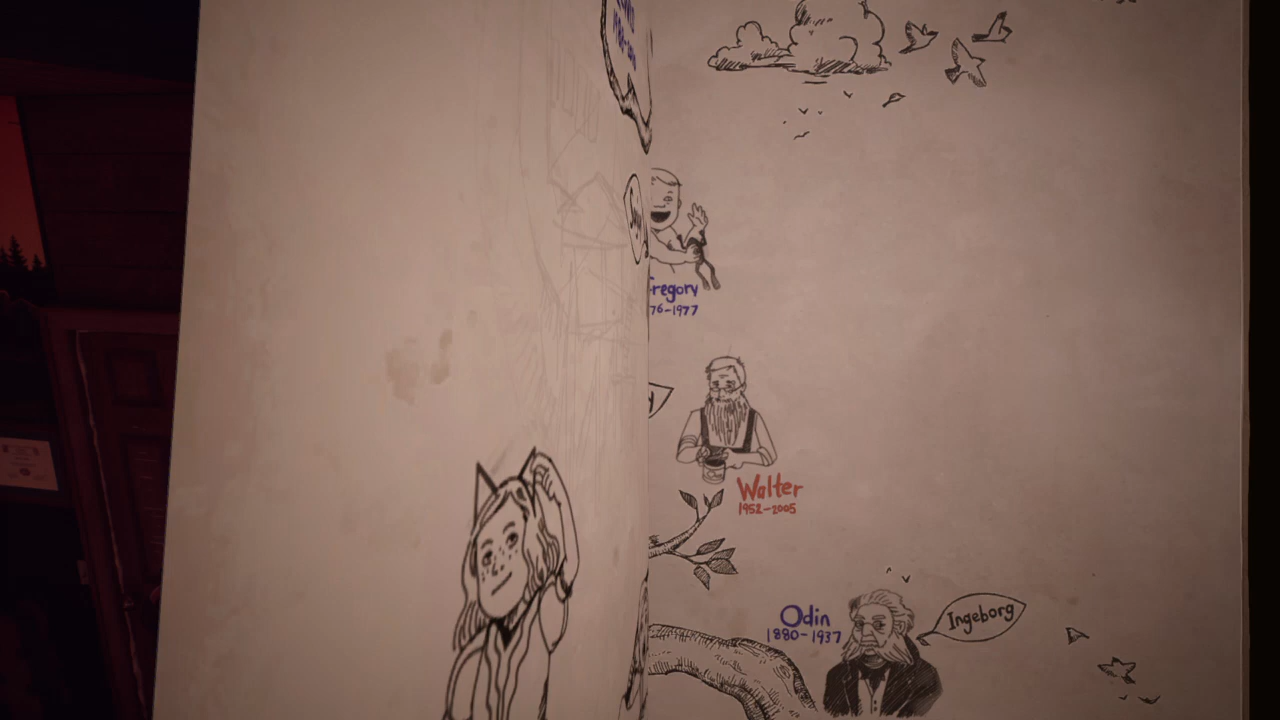 regory
76-1977
Walter
1952-2005
Odin
1880-1937
Ingeborg